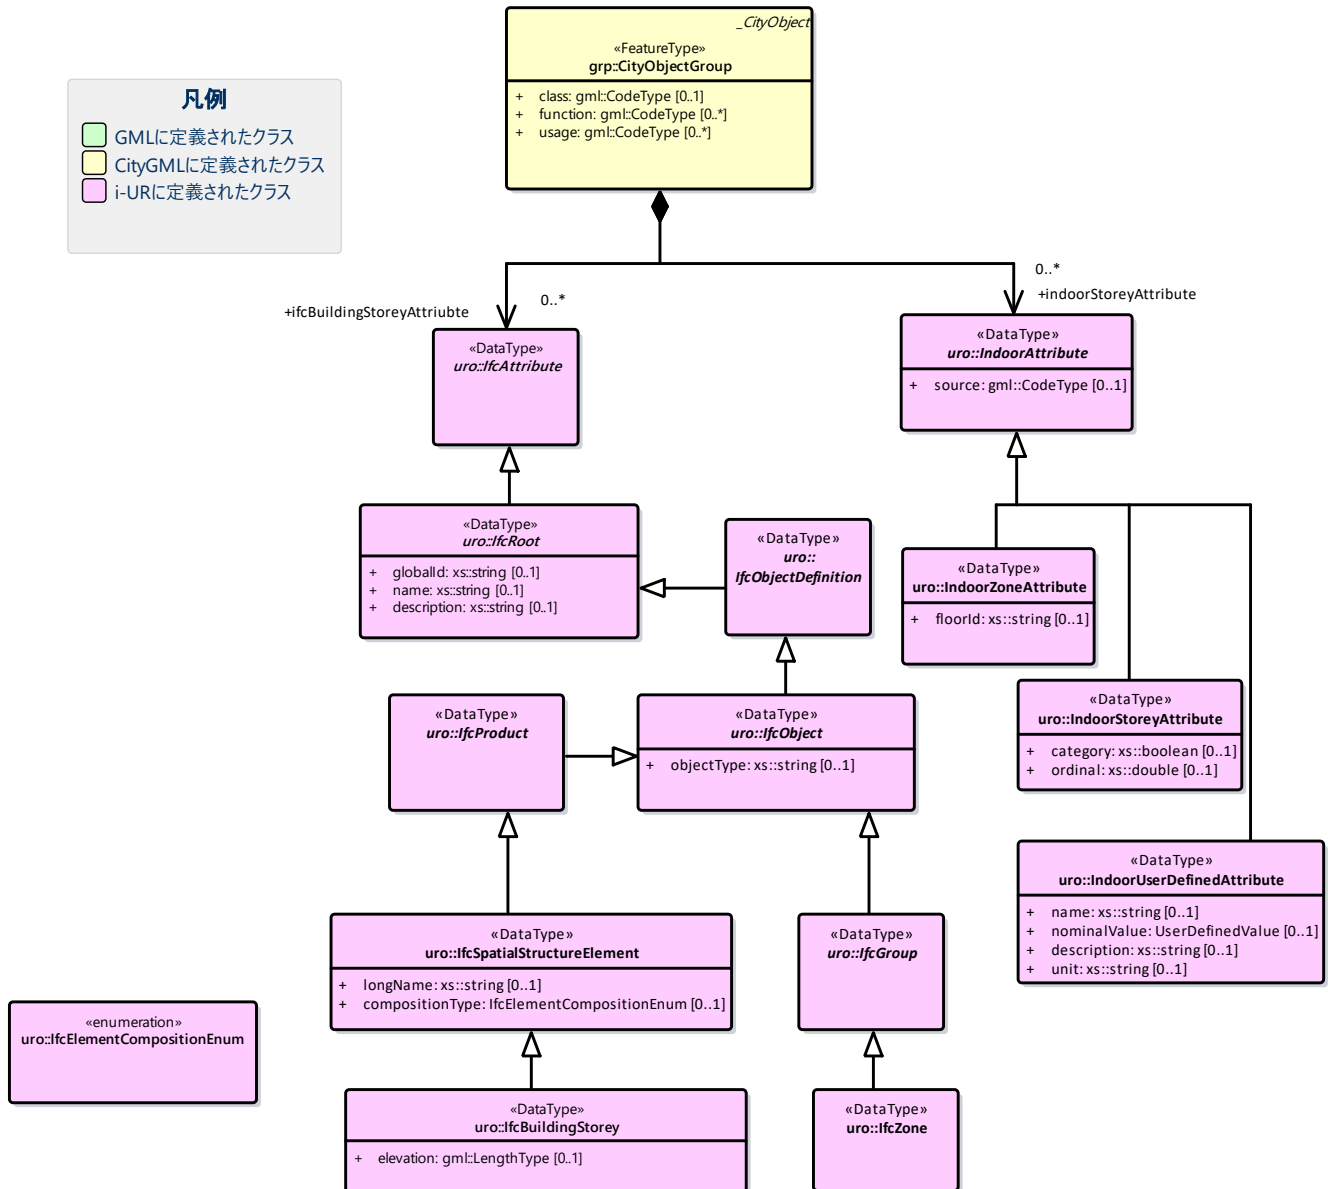 _CityObject
«FeatureType»
grp::CityObjectGroup
+ class: gml::CodeType [0..1]
+ function: gml::CodeType [0..*]
+ usage: gml::CodeType [0..*]
凡例
GMLに定義されたクラス
CityGMLに定義されたクラス
i-URに定義されたクラス
+ifcBuildingStoreyAttriubte
0..*
0..*
+indoorStoreyAttribute
«DataType»
uro::IfcAttribute
«DataType»
uro::IndoorAttribute
+ source: gml::CodeType [0..1]
«DataType»
uro::IfcRoot
+ globalId: xs::string [0..1]
+ name: xs::string [0..1]
+ description: xs::string [0..1]
«DataType»
uro::
IfcObjectDefinition
«DataType»
uro::IndoorZoneAttribute
+ floorId: xs::string [0..1]
«DataType»
uro::IfcProduct
«DataType»
uro::IfcObject
+ objectType: xs::string [0..1]
«DataType»
uro::IndoorStoreyAttribute
+ category: xs::boolean [0..1]
+ ordinal: xs::double [0..1]
«DataType»
uro::IndoorUserDefinedAttribute
+ name: xs::string [0..1]
+ nominalValue: UserDefinedValue [0..1]
+ description: xs::string [0..1]
+ unit: xs::string [0..1]
«DataType»
uro::IfcSpatialStructureElement
+ longName: xs::string [0..1]
+ compositionType: IfcElementCompositionEnum [0..1]
«DataType»
uro::IfcGroup
«enumeration»
uro::IfcElementCompositionEnum
«DataType»
uro::IfcBuildingStorey
+ elevation: gml::LengthType [0..1]
«DataType»
uro::IfcZone